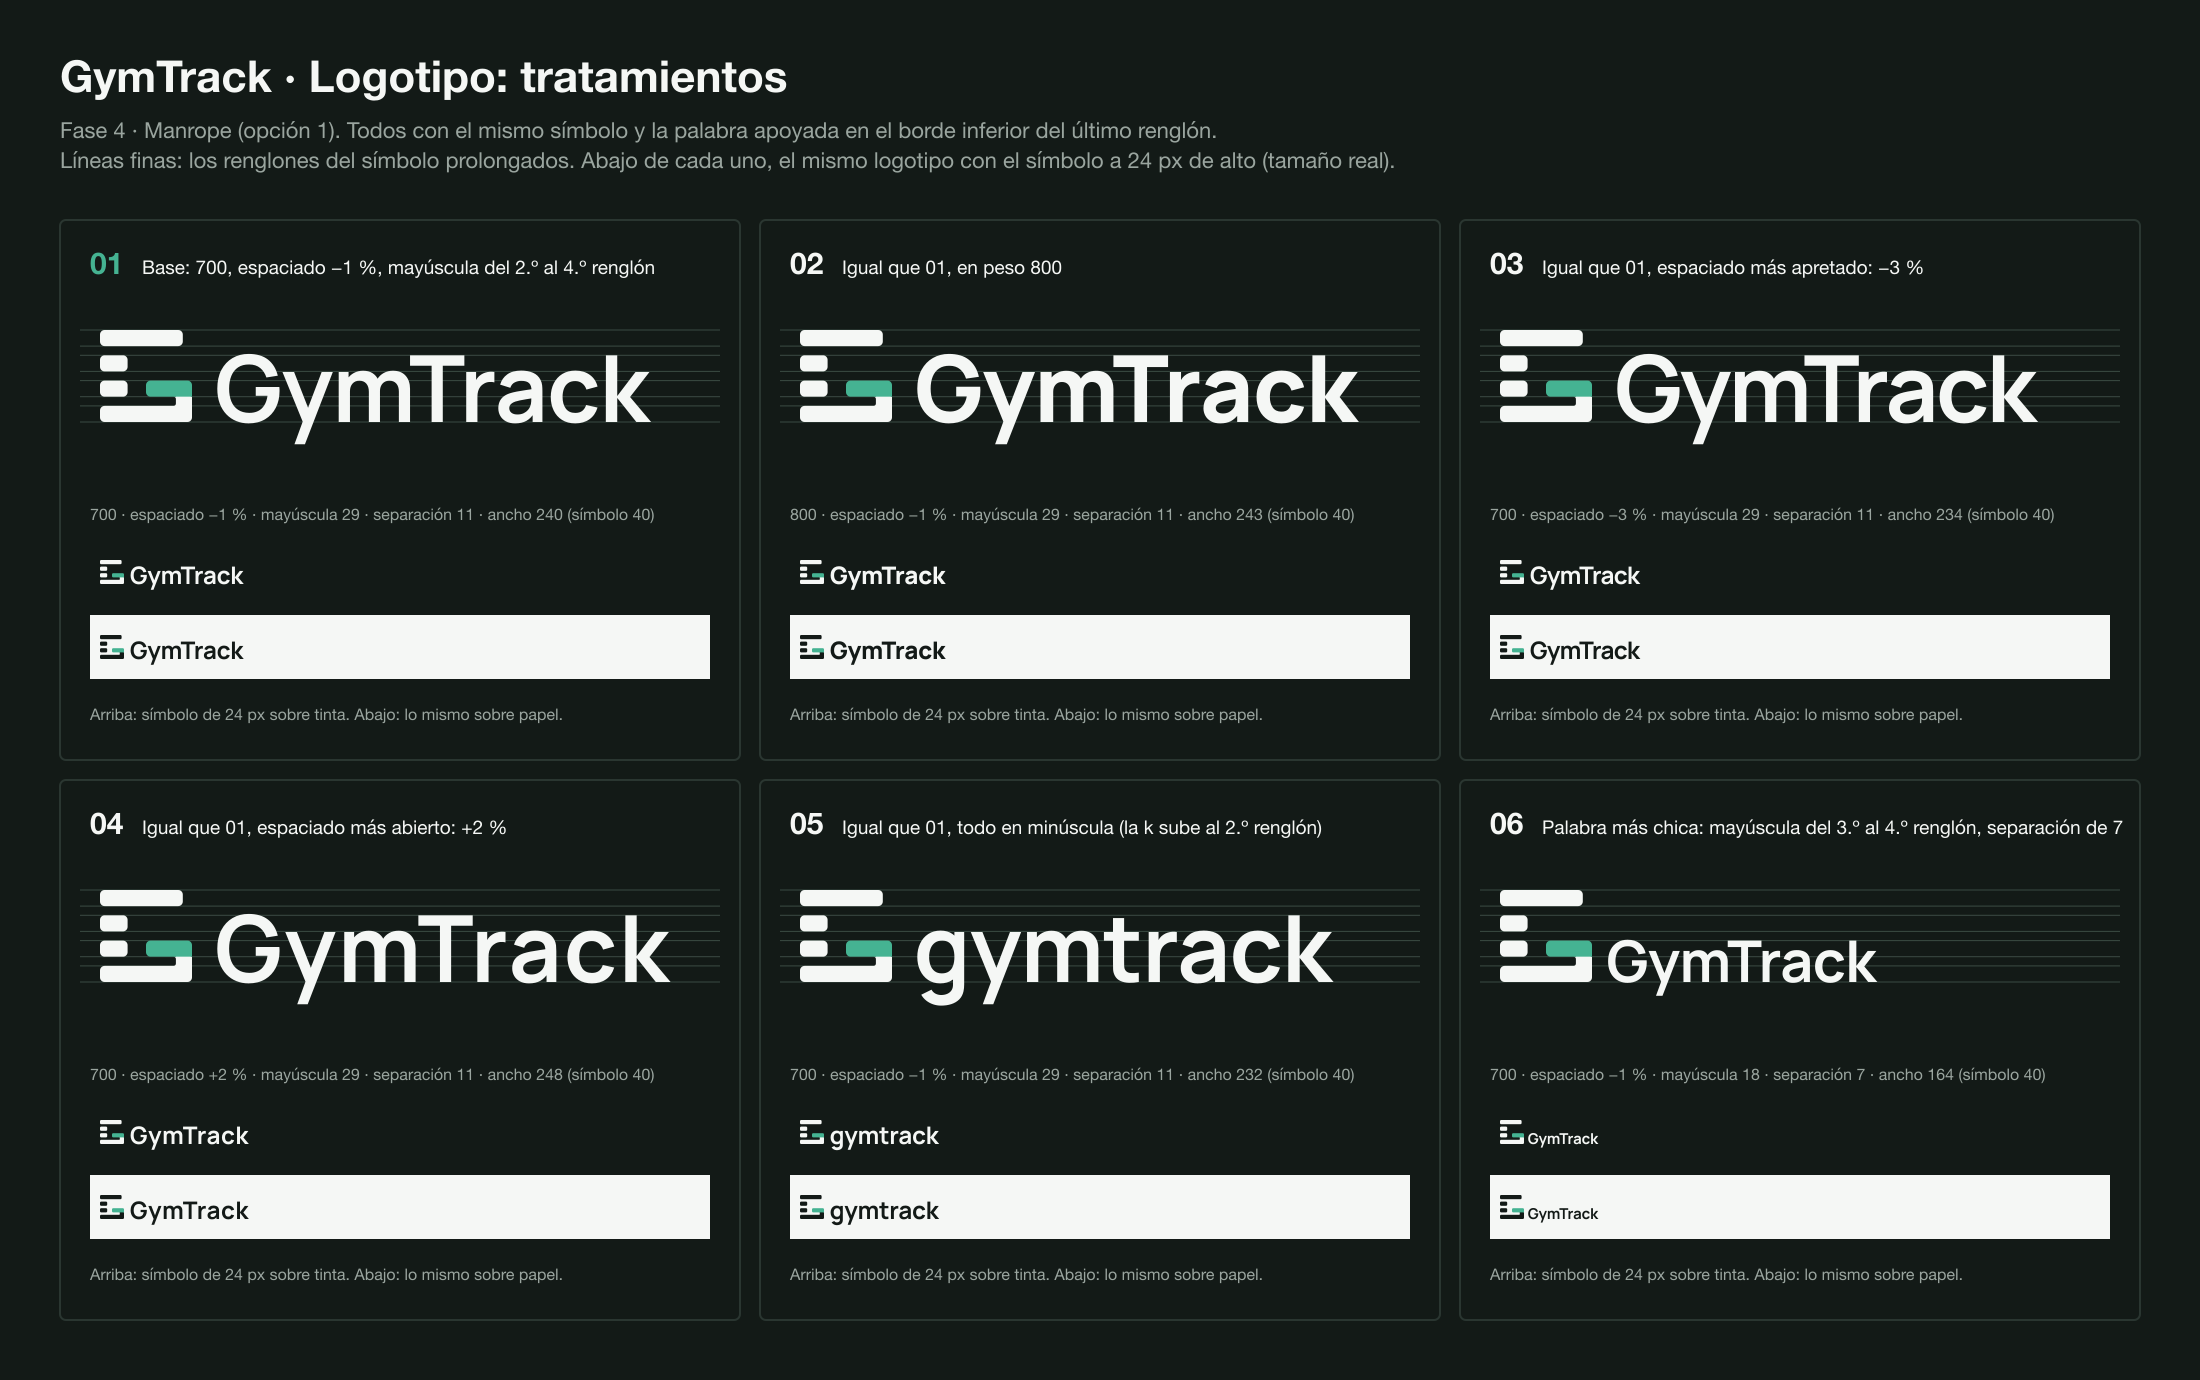 GymTrack · Logotipo: tratamientos
Fase 4 · Manrope (opción 1). Todos con el mismo símbolo y la palabra apoyada en el borde inferior del último renglón.
Líneas finas: los renglones del símbolo prolongados. Abajo de cada uno, el mismo logotipo con el símbolo a 24 px de alto (tamaño real).
01 Base: 700, espaciado −1 %, mayúscula del 2.º al 4.º renglón
GymTrack
700 · espaciado −1 % · mayúscula 29 · separación 11 · ancho 240 (símbolo 40)
GymTrack
GymTrack
Arriba: símbolo de 24 px sobre tinta. Abajo: lo mismo sobre papel.
02 Igual que 01, en peso 800
GymTrack
800 · espaciado −1 % · mayúscula 29 · separación 11 · ancho 243 (símbolo 40)
GymTrack
GymTrack
Arriba: símbolo de 24 px sobre tinta. Abajo: lo mismo sobre papel.
03 Igual que 01, espaciado más apretado: −3 %
GymTrack
700 · espaciado −3 % · mayúscula 29 · separación 11 · ancho 234 (símbolo 40)
GymTrack
GymTrack
Arriba: símbolo de 24 px sobre tinta. Abajo: lo mismo sobre papel.
04 Igual que 01, espaciado más abierto: +2 %
GymTrack
700 · espaciado +2 % · mayúscula 29 · separación 11 · ancho 248 (símbolo 40)
GymTrack
GymTrack
Arriba: símbolo de 24 px sobre tinta. Abajo: lo mismo sobre papel.
05 Igual que 01, todo en minúscula (la k sube al 2.º renglón)
gymtrack
700 · espaciado −1 % · mayúscula 29 · separación 11 · ancho 232 (símbolo 40)
gymtrack
gymtrack
Arriba: símbolo de 24 px sobre tinta. Abajo: lo mismo sobre papel.
06 Palabra más chica: mayúscula del 3.º al 4.º renglón, separación de 7
GymTrack
700 · espaciado −1 % · mayúscula 18 · separación 7 · ancho 164 (símbolo 40)
GymTrack
GymTrack
Arriba: símbolo de 24 px sobre tinta. Abajo: lo mismo sobre papel.